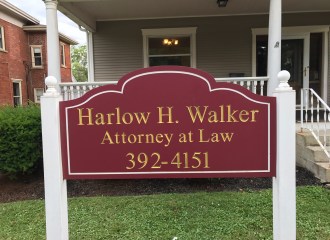 Harlow H. Walker
Attorney at Law
392-4151